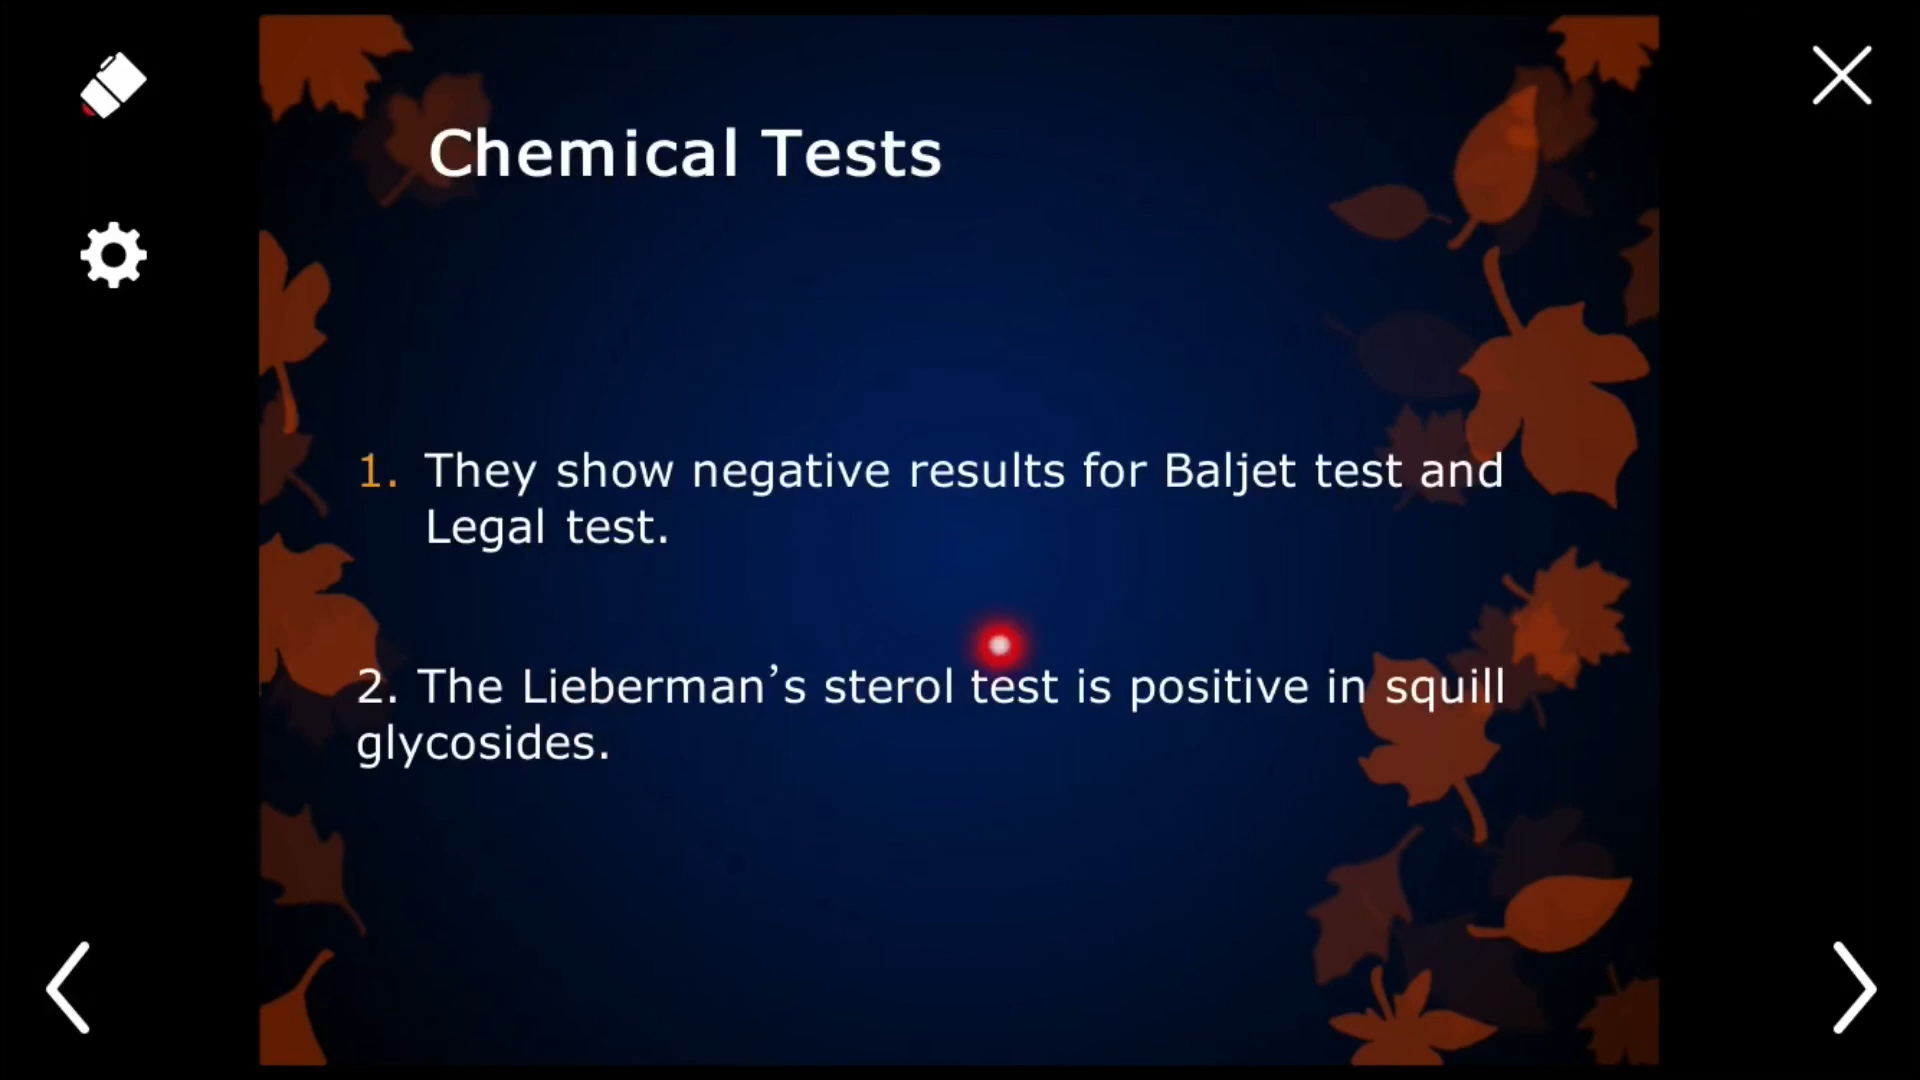 Chemical Tests
1. They show negative results for Baljet test and
Legal test.
2. The Lieberman’s sterol test is positive in squill
glycosides.